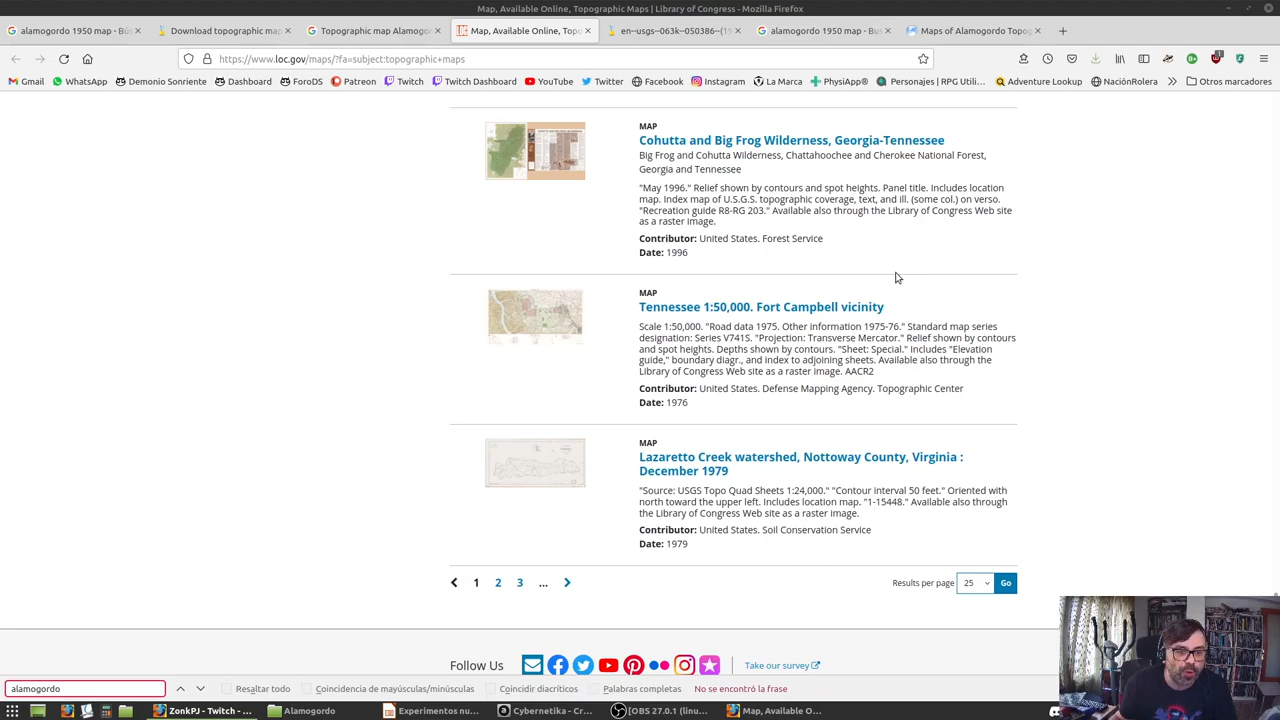 Map, Available Online, Topographic Maps | Library of Congress - Mozilla Firefox
alamogordo 1950 map - Bús
Download topographic map
Topographic map Alamogor
Map, Available Online, Topo
en--usgs--063k--050386--(19
alamogordo 1950 map - Bus
Maps of Alamogordo Topog
https://www.loc.gov/maps/?fa=subject:topographic+maps
Gmail WhatsApp Demonio Sonriente Dashboard ForoDS Patreon Twitch Twitch Dashboard YouTube Twitter Facebook Instagram La Marca PhysiApp® Personajes | RPG Utili... Adventure Lookup NaciónRolera Otros marcadores
MAP
Cohutta and Big Frog Wilderness, Georgia-Tennessee
Big Frog and Cohutta Wilderness, Chattahoochee and Cherokee National Forest,
Georgia and Tennessee
"May 1996." Relief shown by contours and spot heights. Panel title. Includes location
map. Index map of U.S.G.S. topographic coverage, text, and ill. (some col.) on verso.
"Recreation guide R8-RG 203." Available also through the Library of Congress Web site
as a raster image.
Contributor: United States. Forest Service
Date: 1996
MAP
Tennessee 1:50,000. Fort Campbell vicinity
Scale 1:50,000. "Road data 1975. Other information 1975-76." Standard map series
designation: Series V741S. "Projection: Transverse Mercator." Relief shown by contours
and spot heights. Depths shown by contours. "Sheet: Special." Includes "Elevation
guide," boundary diagr., and index to adjoining sheets. Available also through the
Library of Congress Web site as a raster image. AACR2
Contributor: United States. Defense Mapping Agency. Topographic Center
Date: 1976
MAP
Lazaretto Creek watershed, Nottoway County, Virginia :
December 1979
"Source: USGS Topo Quad Sheets 1:24,000." "Contour interval 50 feet." Oriented with
north toward the upper left. Includes location map. "1-15448." Available also through
the Library of Congress Web site as a raster image.
Contributor: United States. Soil Conservation Service
Date: 1979
1 2 3 ...
Results per page 25 Go
Follow Us
Take our survey
alamogordo
Resaltar todo Coincidencia de mayúsculas/minúsculas Coincidir diacríticos Palabras completas No se encontró la frase
ZonkPJ - Twitch - ... Alamogordo Experimentos nu... Cybernetika - Cr... [OBS 27.0.1 (linu... Map, Available O...